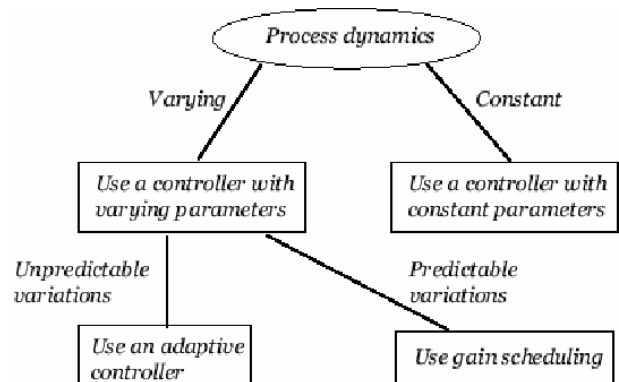 Process dynamics
Varying
Constant
Use a controller with
varying parameters
Use a controller with
constant parameters
Unpredictable
variations
Predictable
variations
Use an adaptive
controller
Use gain scheduling